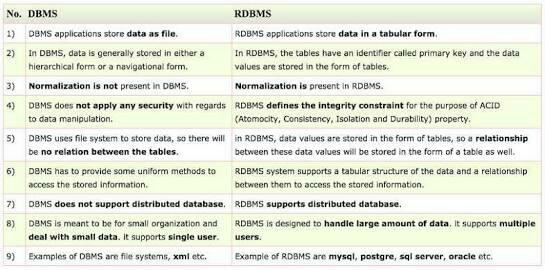 No. DBMS RDBMS
1) DBMS applications store data as file. RDBMS applications store data in a tabular form.
2) In DBMS, data is generally stored in either a In RDBMS, the tables have an identifier called primary key and the data
hierarchical form or a navigational form. values are stored in the form of tables.
3) Normalization is not present in DBMS. Normalization is present in RDBMS.
4) DBMS does not apply any security with regards RDBMS defines the integrity constraint for the purpose of ACID
to data manipulation. (Atomocity, Consistency, Isolation and Durability) property.
5) DBMS uses file system to store data, so there will in RDBMS, data values are stored in the form of tables, so a relationship
be no relation between the tables. between these data values will be stored in the form of a table as well.
6) DBMS has to provide some uniform methods to RDBMS system supports a tabular structure of the data and a relationship
access the stored information. between them to access the stored information.
7) DBMS does not support distributed database. RDBMS supports distributed database.
8) DBMS is meant to be for small organization and RDBMS is designed to handle large amount of data. it supports multiple
deal with small data. it supports single user. users.
9) Examples of DBMS are file systems, xml etc. Example of RDBMS are mysql, postgre, sql server, oracle etc.